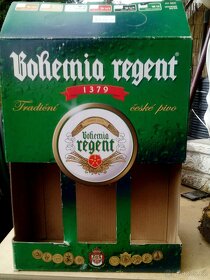 Bohemia regent
1379
Tradiční české pivo
Bohemia
regent